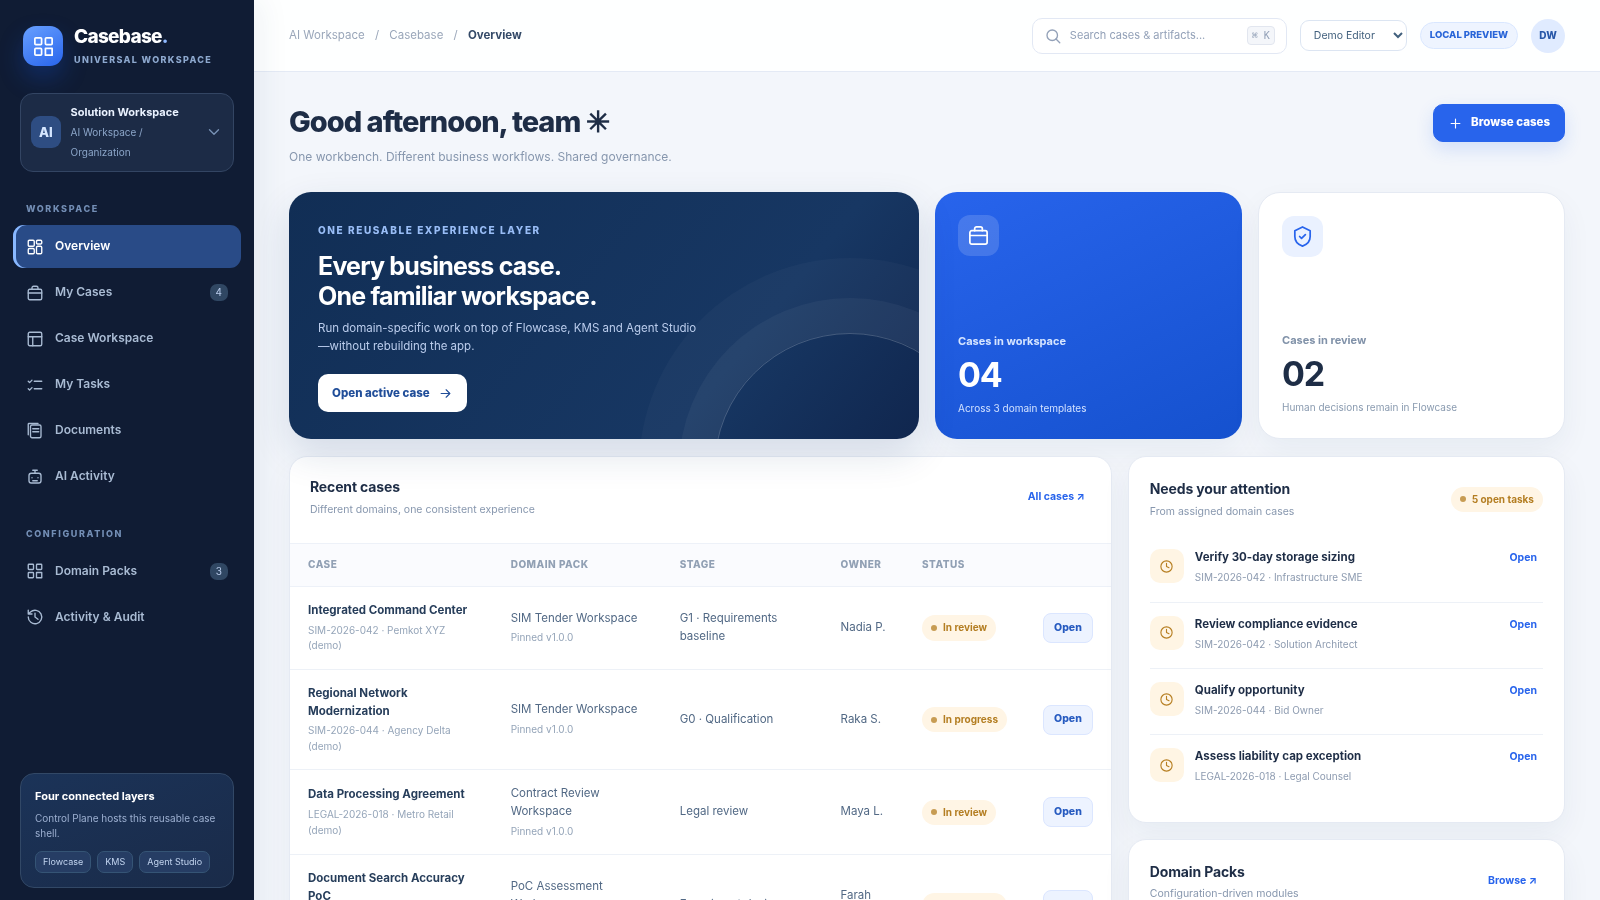 Casebase.
UNIVERSAL WORKSPACE
AI
Solution Workspace
AI Workspace /
Organization
WORKSPACE
Overview
My Cases
4
Case Workspace
My Tasks
Documents
AI Activity
CONFIGURATION
Domain Packs
3
Activity & Audit
Four connected layers
Control Plane hosts this reusable case
shell.
Flowcase
KMS
Agent Studio
AI Workspace / Casebase / Overview
Search cases & artifacts...
⌘ K
Demo Editor
LOCAL PREVIEW
DW
Good afternoon, team ✳
One workbench. Different business workflows. Shared governance.
Browse cases
ONE REUSABLE EXPERIENCE LAYER
Every business case.
One familiar workspace.
Run domain-specific work on top of Flowcase, KMS and Agent Studio
—without rebuilding the app.
Open active case →
Cases in workspace
04
Across 3 domain templates
Cases in review
02
Human decisions remain in Flowcase
Recent cases
Different domains, one consistent experience
All cases ↗
CASE DOMAIN PACK STAGE OWNER STATUS
Integrated Command Center
SIM-2026-042 · Pemkot XYZ
(demo)
SIM Tender Workspace
Pinned v1.0.0
G1 · Requirements
baseline
Nadia P.
In review
Open
Regional Network
Modernization
SIM-2026-044 · Agency Delta
(demo)
SIM Tender Workspace
Pinned v1.0.0
G0 · Qualification
Raka S.
In progress
Open
Data Processing Agreement
LEGAL-2026-018 · Metro Retail
(demo)
Contract Review
Workspace
Pinned v1.0.0
Legal review
Maya L.
In review
Open
Document Search Accuracy
PoC
PoC Assessment
Farah
Needs your attention
From assigned domain cases
5 open tasks
Verify 30-day storage sizing
SIM-2026-042 · Infrastructure SME
Open
Review compliance evidence
SIM-2026-042 · Solution Architect
Open
Qualify opportunity
SIM-2026-044 · Bid Owner
Open
Assess liability cap exception
LEGAL-2026-018 · Legal Counsel
Open
Domain Packs
Configuration-driven modules
Browse ↗